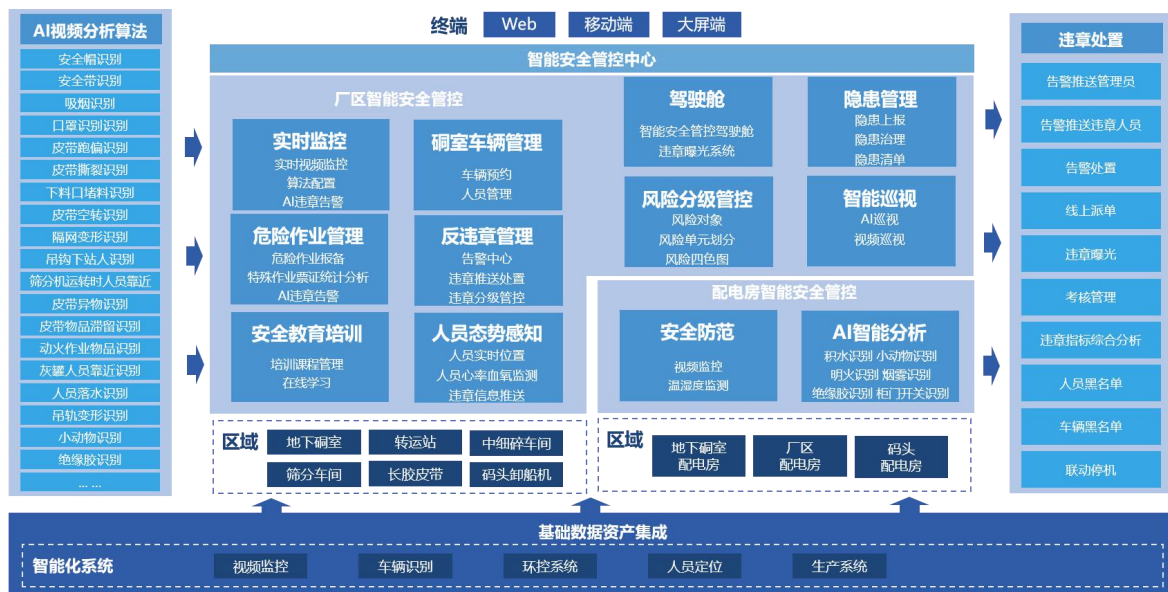 AI视频分析算法
安全帽识别
安全带识别
吸烟识别
口罩识别识别
皮带跑偏识别
皮带撕裂识别
下料口堵料识别
皮带空转识别
隔网变形识别
吊钩下站人识别
筛分机运转时人员靠近
皮带异物识别
皮带物品滞留识别
动火作业物品识别
灰罐人员靠近识别
人员落水识别
吊轨变形识别
小动物识别
绝缘胶识别
... ...
终端 Web 移动端 大屏端
智能安全管控中心
厂区智能安全管控
实时监控
实时视频监控
算法配置
AI违章告警
硐室车辆管理
车辆预约
人员管理
危险作业管理
危险作业报备
特殊作业票证统计分析
AI违章告警
反违章管理
告警中心
违章推送处置
违章分级管控
安全教育培训
培训课程管理
在线学习
人员态势感知
人员实时位置
人员心率血氧监测
违章信息推送
驾驶舱
智能安全管控驾驶舱
违章曝光系统
隐患管理
隐患上报
隐患治理
隐患清单
风险分级管控
风险对象
风险单元划分
风险四色图
智能巡视
AI巡视
视频巡视
配电房智能安全管控
安全防范
视频监控
温湿度监测
AI智能分析
积水识别 小动物识别
明火识别 烟雾识别
绝缘胶识别 柜门开关识别
区域
地下硐室 转运站 中细碎车间
筛分车间 长胶皮带 码头卸船机
区域
地下硐室
配电房
厂区
配电房
码头
配电房
违章处置
告警推送管理员
告警推送违章人员
告警处置
线上派单
违章曝光
考核管理
违章指标综合分析
人员黑名单
车辆黑名单
联动停机
基础数据资产集成
智能化系统 视频监控 车辆识别 环控系统 人员定位 生产系统